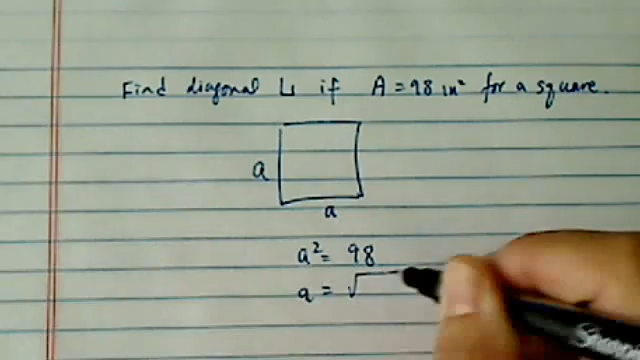 Find diagonal L if A = 98 in² for a square.
a
a
a² = 98
a = √